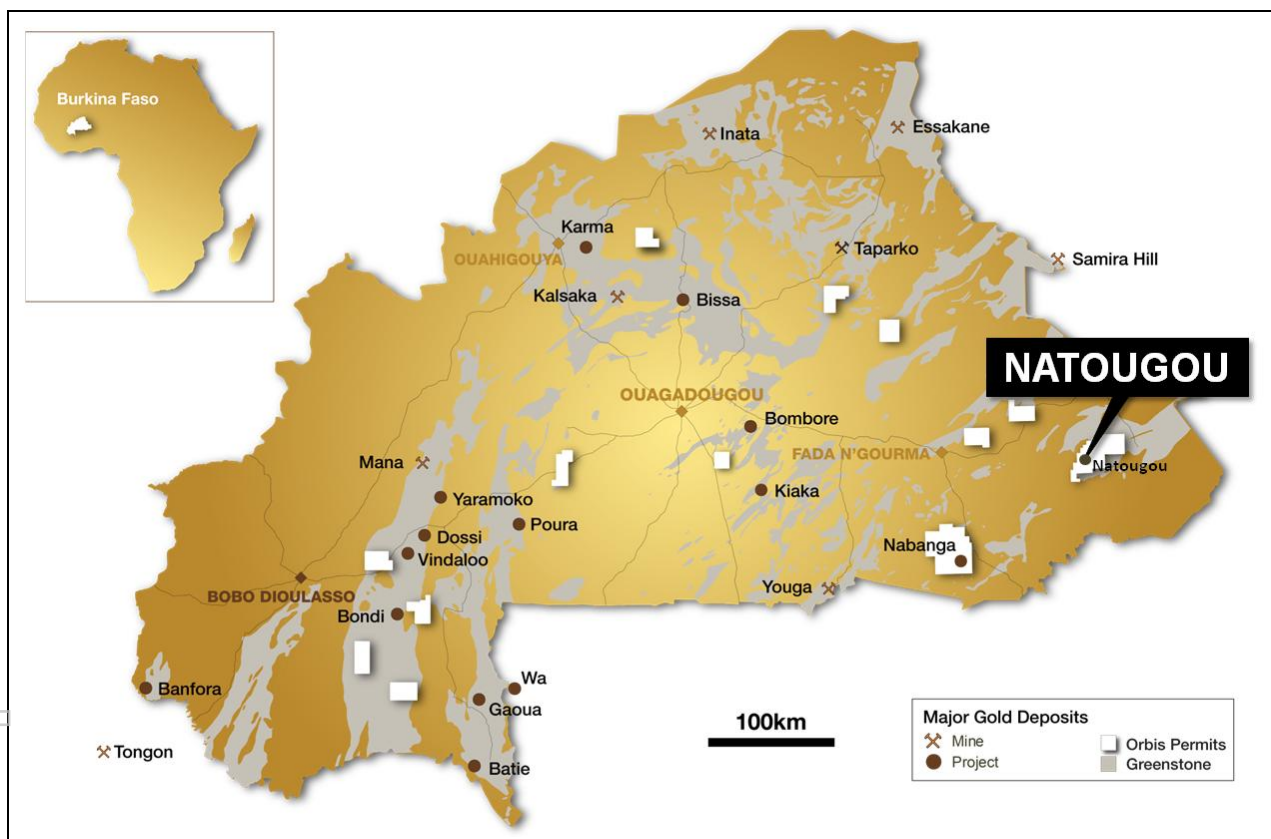 Burkina Faso
Inata
Essakane
Karma
OUAHIGOUYA
Taparko
Samira Hill
Kalsaka
Bissa
NATOUGOU
OUAGADOUGOU
Bombore
FADA N'GOURMA
Natougou
Mana
Yaramoko
Kiaka
Poura
Dossi
Vindaloo
Nabanga
BOBO DIOULASSO
Youga
Bondi
Banfora
Wa
Gaoua
Tongon
Batie
100km
Major Gold Deposits
Mine
Project
Orbis Permits
Greenstone